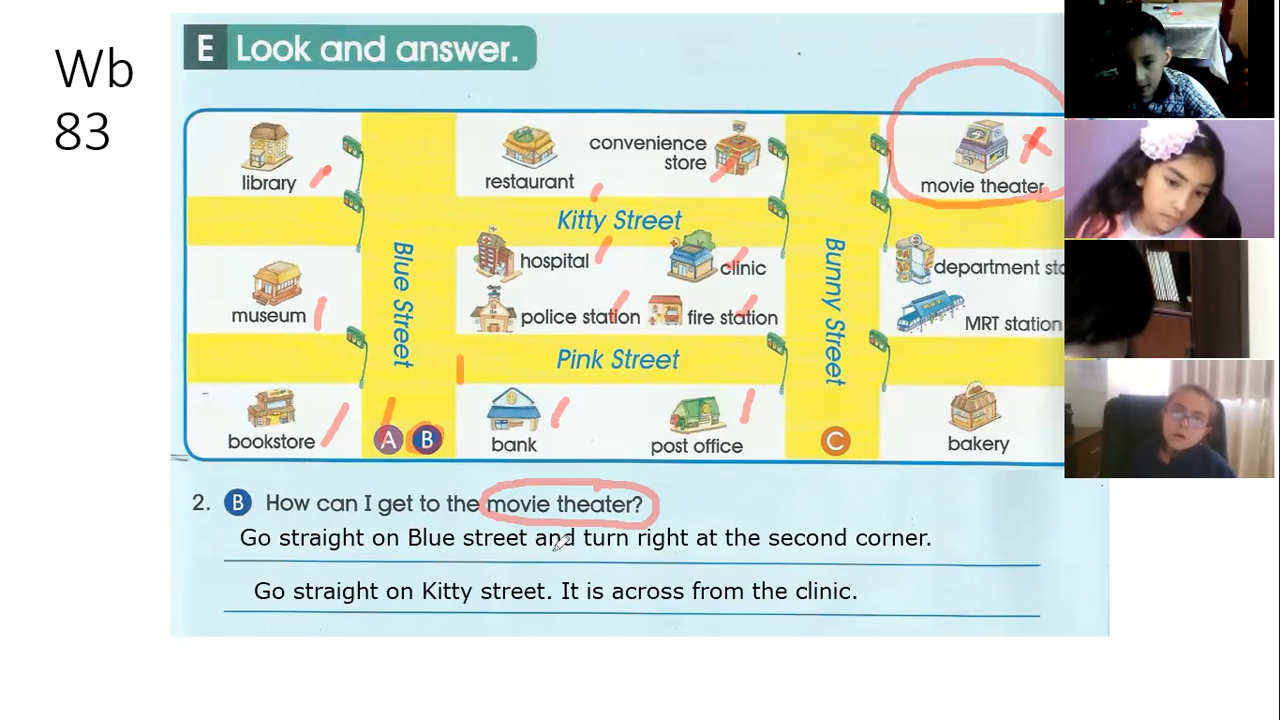 Wb
83
E Look and answer.
library
restaurant
convenience
store
movie theater
Kitty Street
hospital
clinic
department
museum
police station
fire station
MRT station
Blue Street
Bunny Street
Pink Street
bookstore
A B
bank
post office
C
bakery
2. B How can I get to the movie theater?
Go straight on Blue street and turn right at the second corner.
Go straight on Kitty street. It is across from the clinic.